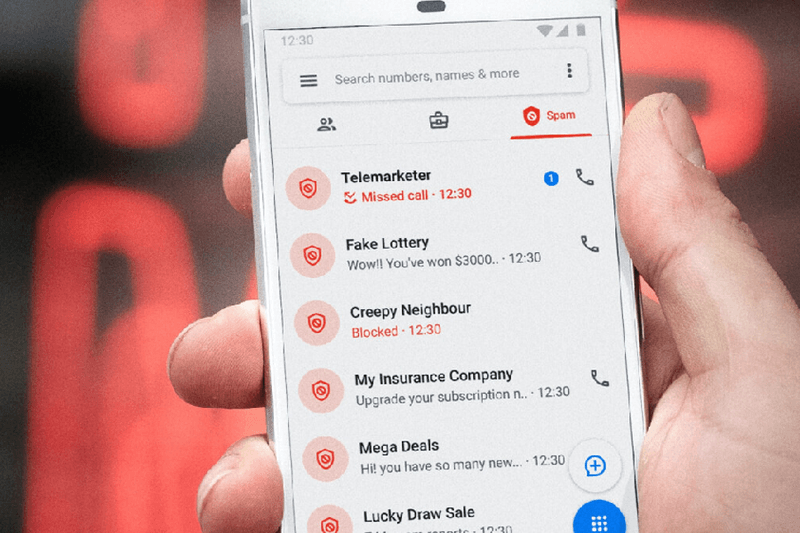 12:30
Search numbers, names & more
Spam
Telemarketer
1
Missed call · 12:30
Fake Lottery
Wow!! You've won $3000.. · 12:30
Creepy Neighbour
Blocked · 12:30
My Insurance Company
Upgrade your subscription n.. · 12:30
Mega Deals
Hi! you have so many new... · 12:30
Lucky Draw Sale
reports · 12:30